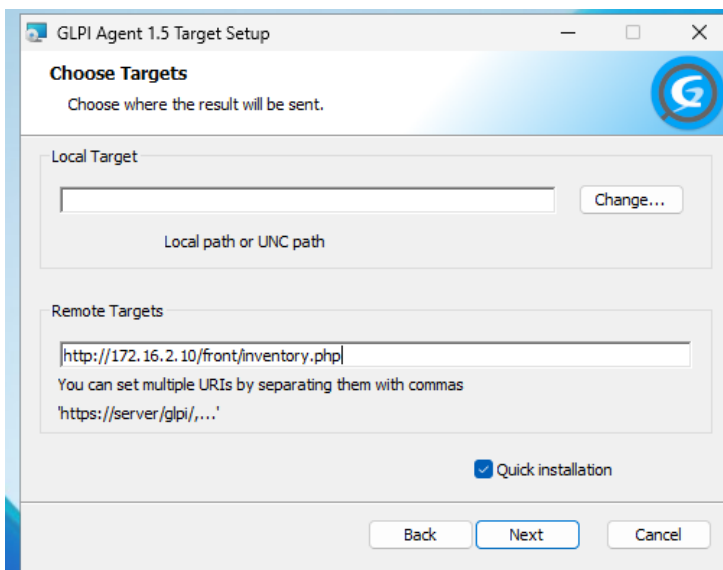 GLPI Agent 1.5 Target Setup
Choose Targets
Choose where the result will be sent.
Local Target
Change...
Local path or UNC path
Remote Targets
http://172.16.2.10/front/inventory.php
You can set multiple URIs by separating them with commas
'https://server/glpi/,...'
Quick installation
Back Next Cancel